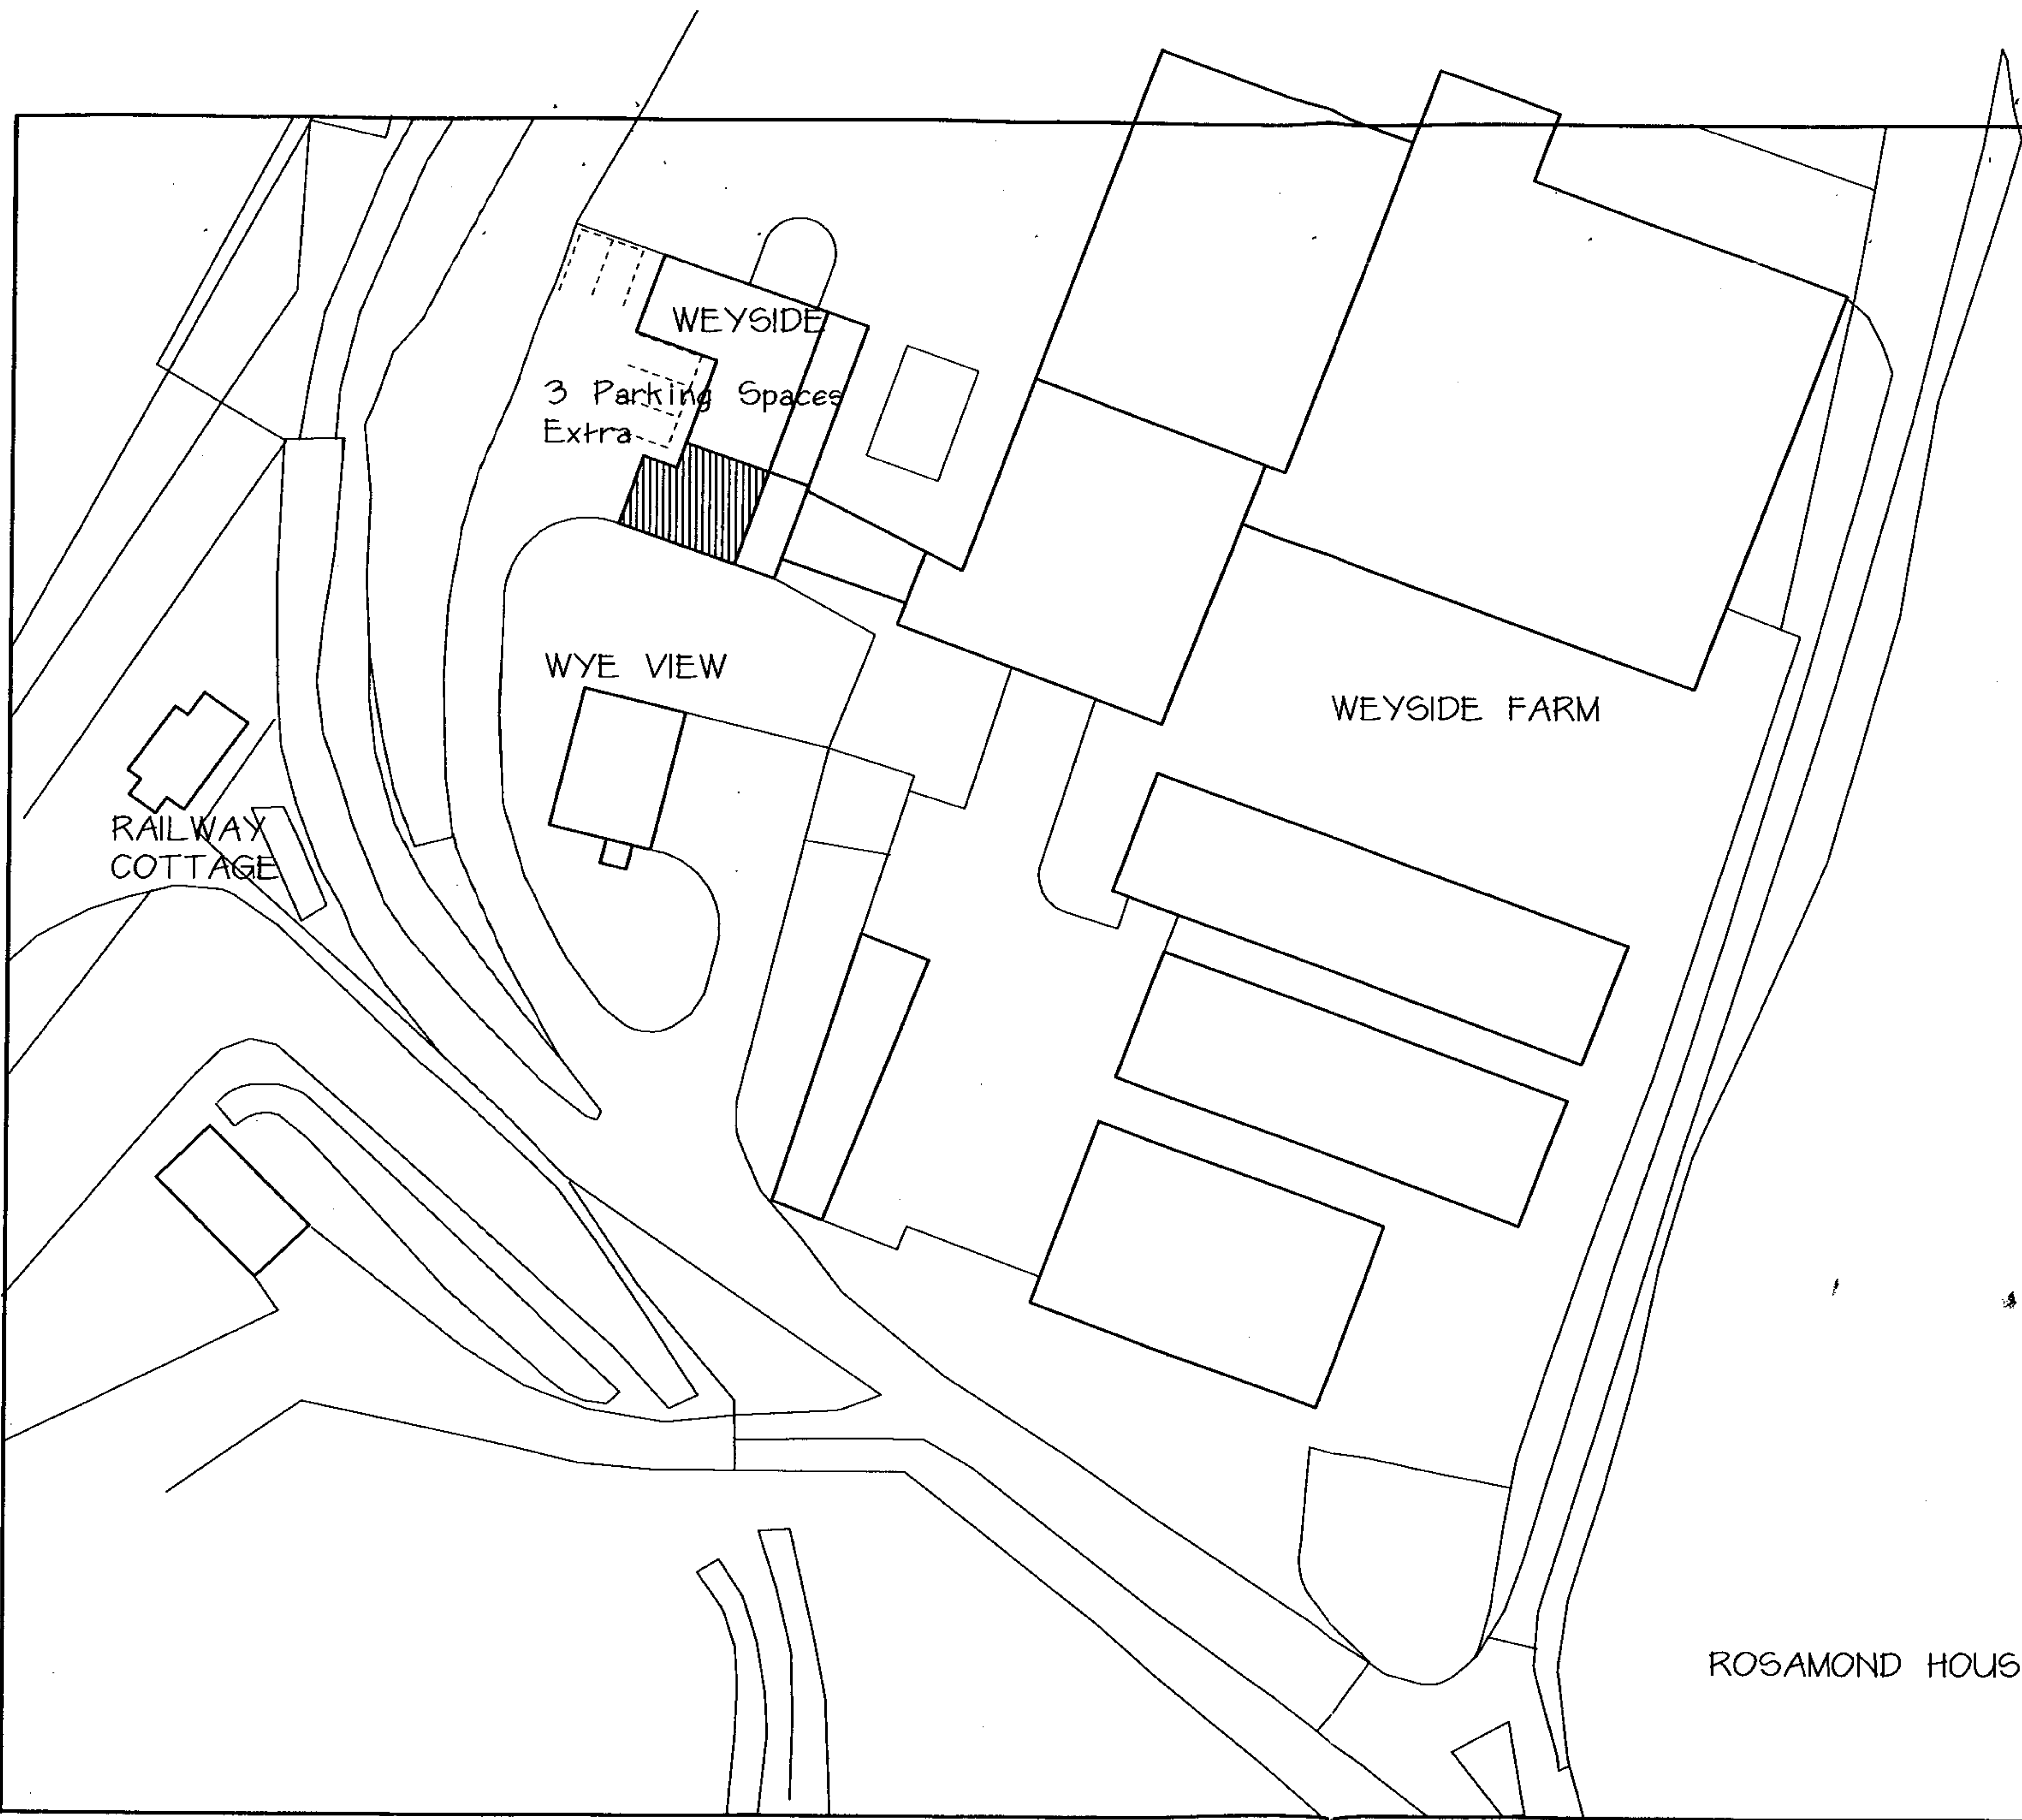 WEYSIDE
3 Parking Spaces
Extra
WYE VIEW
WEYSIDE FARM
RAILWAY
COTTAGE
ROSAMOND HOUS